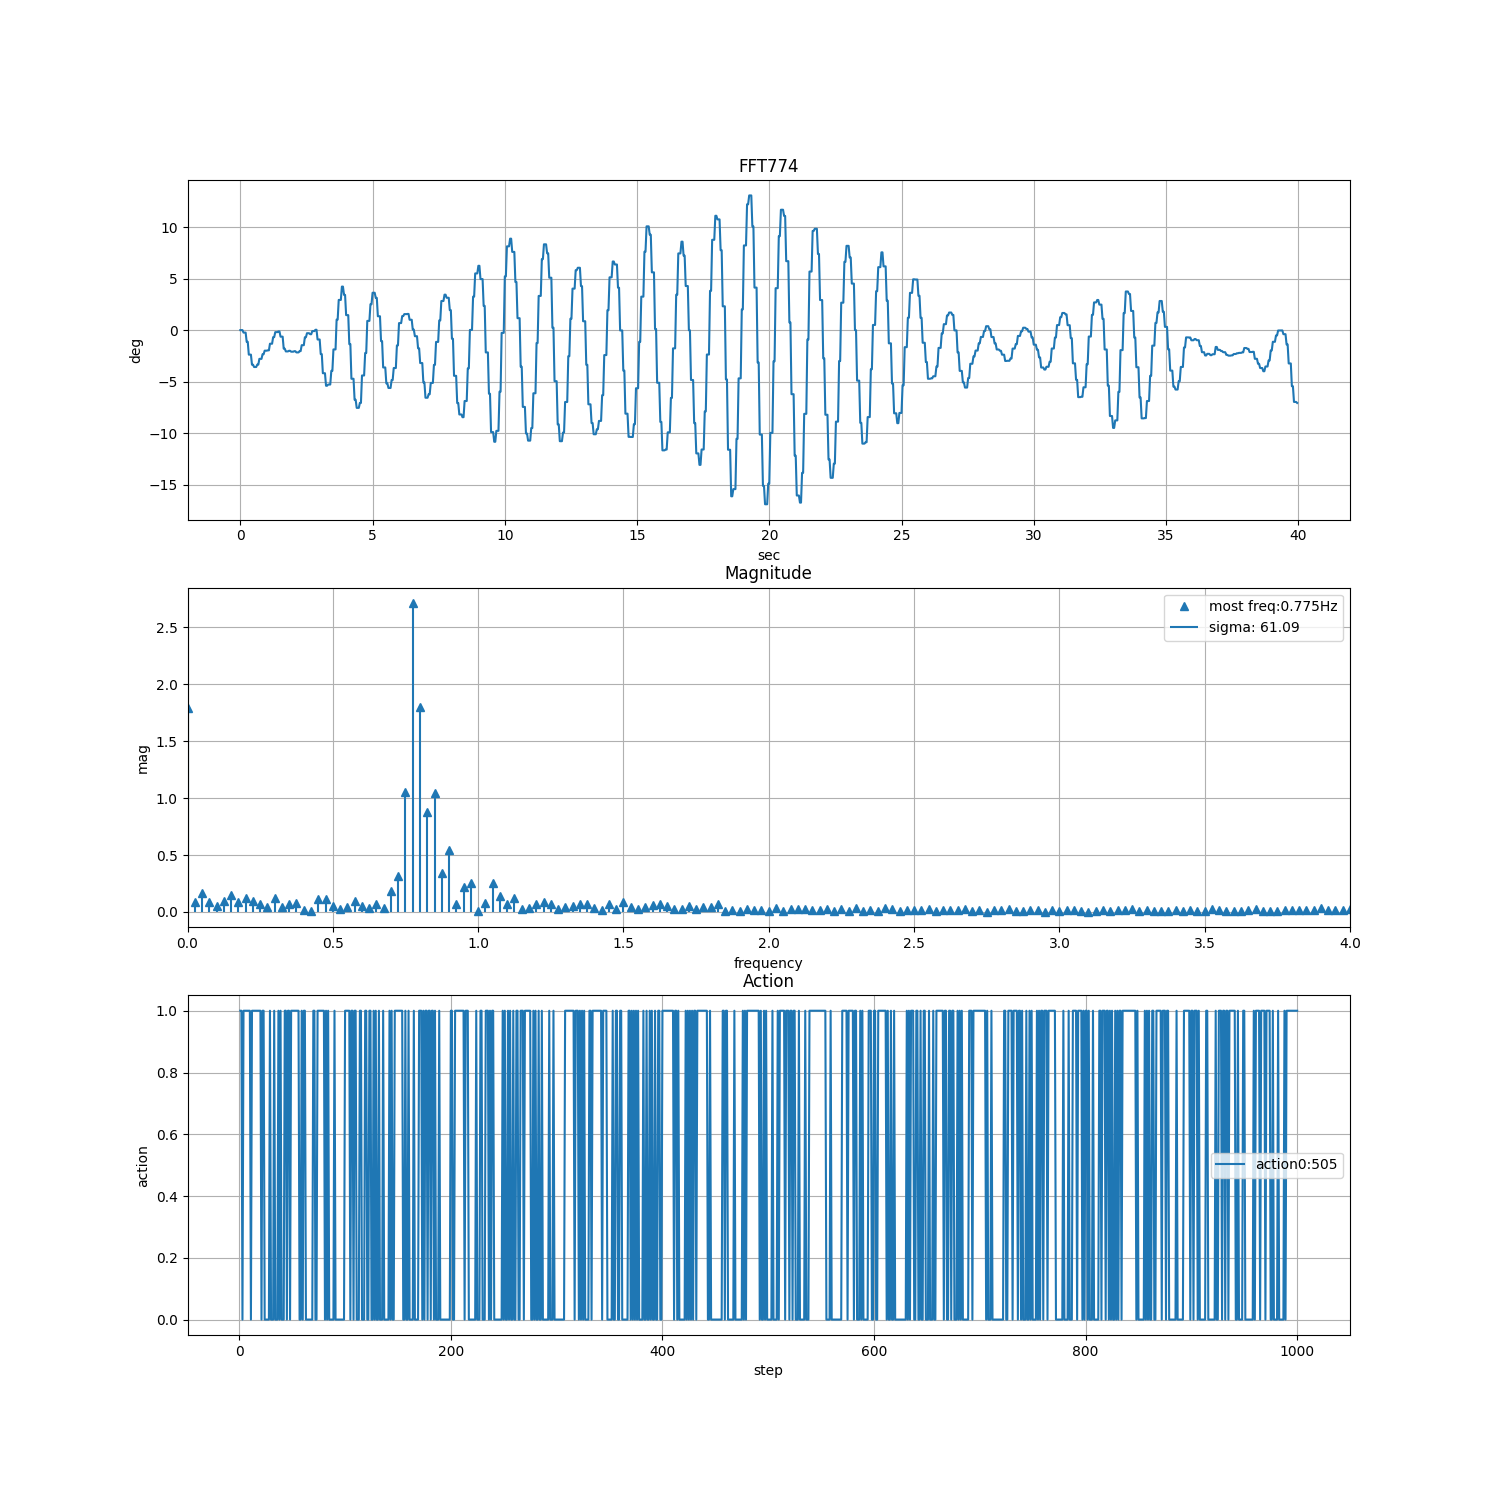 FFT774
deg
10
5
0
−5
−10
−15
0 5 10 15 20 25 30 35 40
sec
Magnitude
mag
2.5
2.0
1.5
1.0
0.5
0.0
most freq:0.775Hz
sigma: 61.09
0.0 0.5 1.0 1.5 2.0 2.5 3.0 3.5 4.0
frequency
Action
action
1.0
0.8
0.6
0.4
0.2
0.0
action0:505
0 200 400 600 800 1000
step